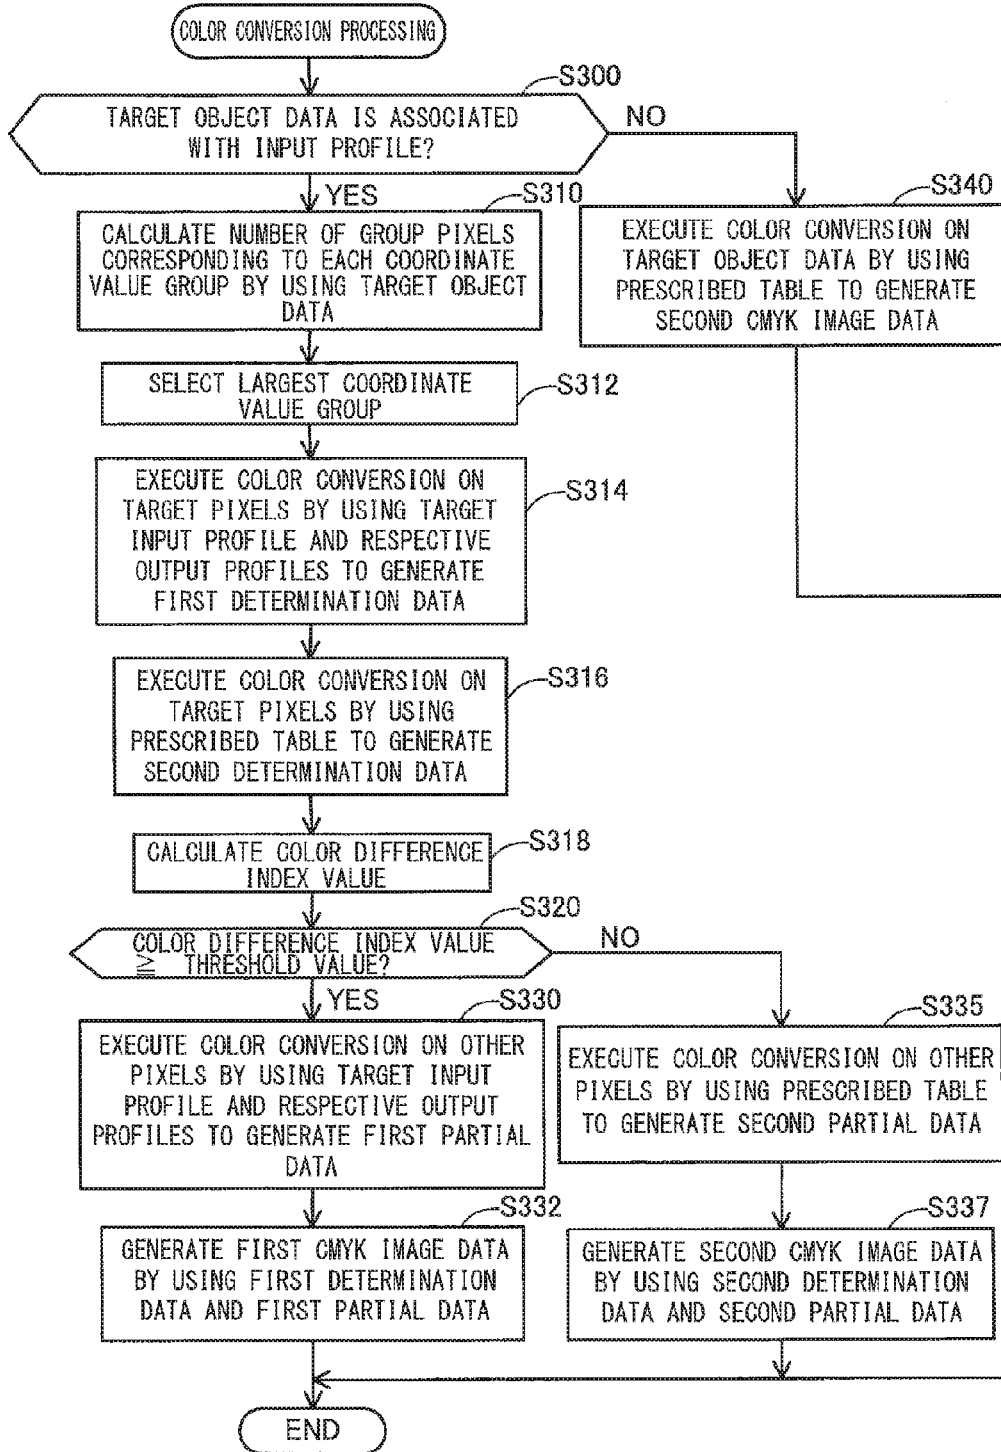 COLOR CONVERSION PROCESSING
S300
TARGET OBJECT DATA IS ASSOCIATED
WITH INPUT PROFILE?
NO
YES
S310
CALCULATE NUMBER OF GROUP PIXELS
CORRESPONDING TO EACH COORDINATE
VALUE GROUP BY USING TARGET OBJECT
DATA
S340
EXECUTE COLOR CONVERSION ON
TARGET OBJECT DATA BY USING
PRESCRIBED TABLE TO GENERATE
SECOND CMYK IMAGE DATA
SELECT LARGEST COORDINATE
VALUE GROUP
S312
EXECUTE COLOR CONVERSION ON
TARGET PIXELS BY USING TARGET
INPUT PROFILE AND RESPECTIVE
OUTPUT PROFILES TO GENERATE
FIRST DETERMINATION DATA
S314
EXECUTE COLOR CONVERSION ON
TARGET PIXELS BY USING
PRESCRIBED TABLE TO GENERATE
SECOND DETERMINATION DATA
S316
CALCULATE COLOR DIFFERENCE
INDEX VALUE
S318
S320
COLOR DIFFERENCE INDEX VALUE
≧ THRESHOLD VALUE?
NO
YES
S330
EXECUTE COLOR CONVERSION ON OTHER
PIXELS BY USING TARGET INPUT
PROFILE AND RESPECTIVE OUTPUT
PROFILES TO GENERATE FIRST PARTIAL
DATA
S335
EXECUTE COLOR CONVERSION ON OTHER
PIXELS BY USING PRESCRIBED TABLE
TO GENERATE SECOND PARTIAL DATA
S332
GENERATE FIRST CMYK IMAGE DATA
BY USING FIRST DETERMINATION
DATA AND FIRST PARTIAL DATA
S337
GENERATE SECOND CMYK IMAGE DATA
BY USING SECOND DETERMINATION
DATA AND SECOND PARTIAL DATA
END